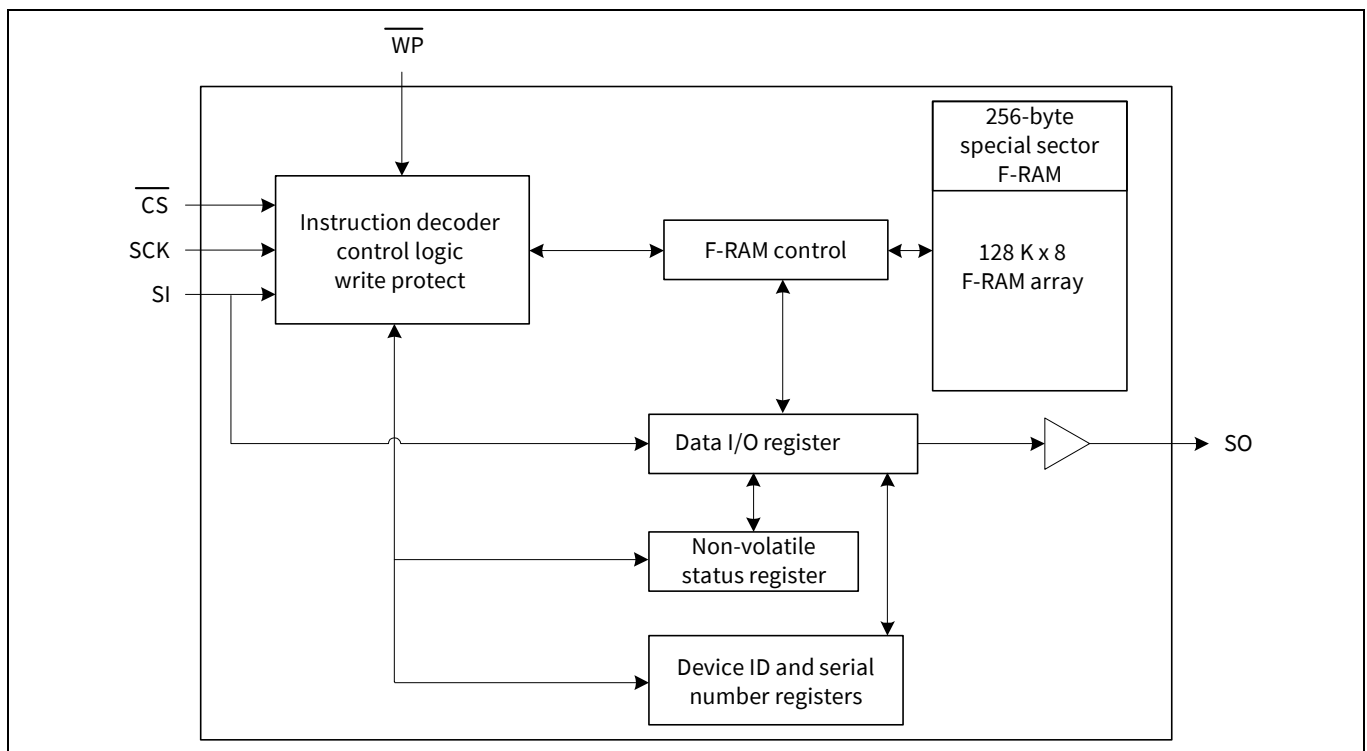 WP
256-byte
special sector
F-RAM
CS
SCK
SI
Instruction decoder
control logic
write protect
F-RAM control
128 K x 8
F-RAM array
Data I/O register
SO
Non-volatile
status register
Device ID and serial
number registers